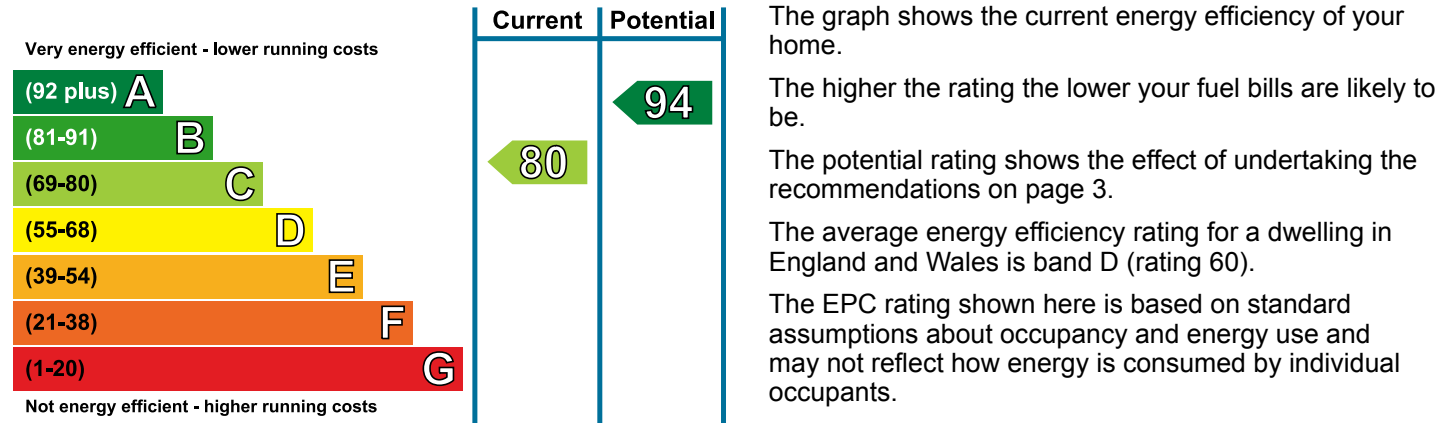 Current Potential
Very energy efficient - lower running costs
(92 plus) A
94
(81-91) B
80
(69-80) C
(55-68) D
(39-54) E
(21-38) F
(1-20) G
Not energy efficient - higher running costs
The graph shows the current energy efficiency of your
home.
The higher the rating the lower your fuel bills are likely to
be.
The potential rating shows the effect of undertaking the
recommendations on page 3.
The average energy efficiency rating for a dwelling in
England and Wales is band D (rating 60).
The EPC rating shown here is based on standard
assumptions about occupancy and energy use and
may not reflect how energy is consumed by individual
occupants.